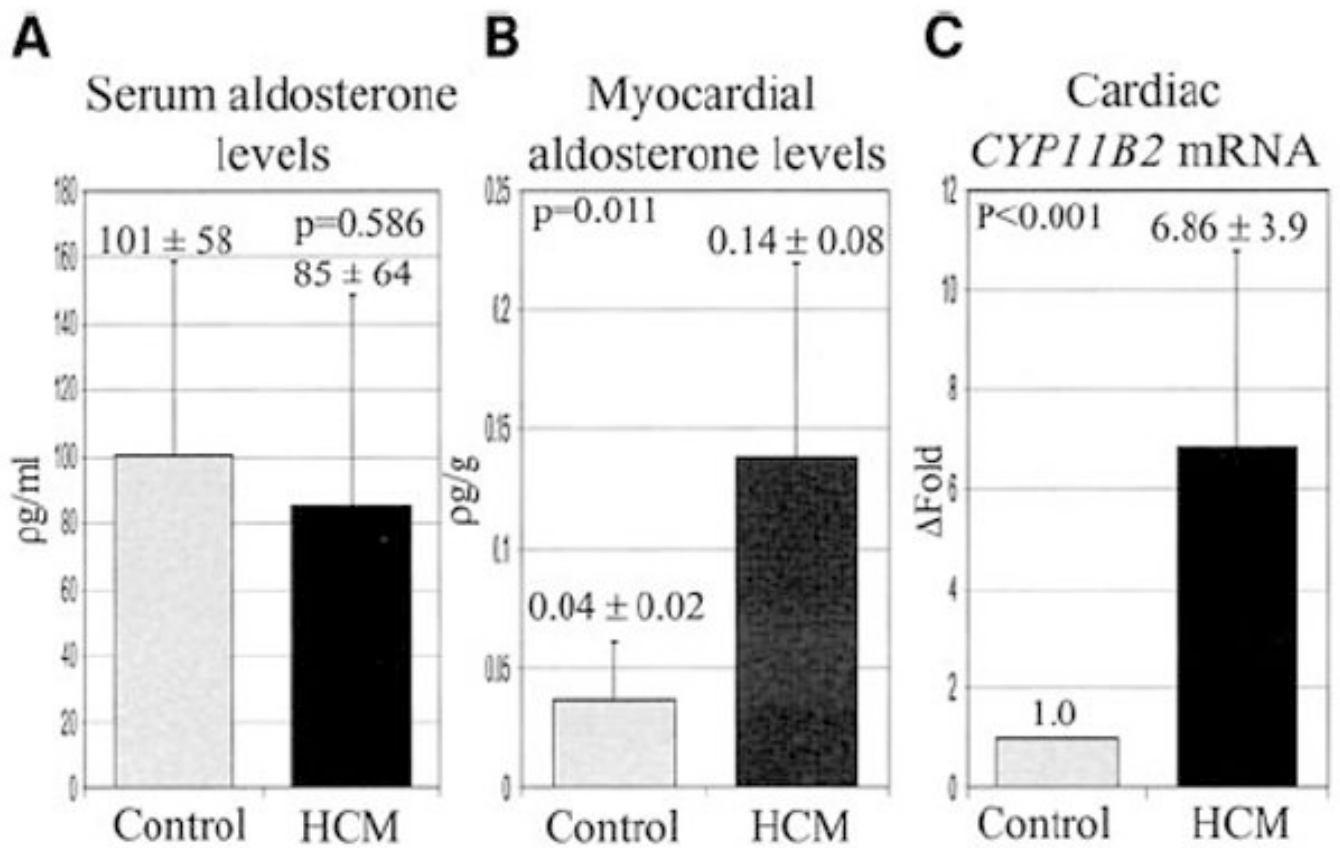 A
Serum aldosterone
levels
180
160
140
120
100
80
60
40
20
0
ρg/ml
101 ± 58
p=0.586
85 ± 64
Control
HCM
B
Myocardial
aldosterone levels
0.25
0.2
0.15
0.1
0.05
0
ρg/g
p=0.011
0.14 ± 0.08
0.04 ± 0.02
Control
HCM
C
Cardiac
CYP11B2 mRNA
12
10
8
6
4
2
0
ΔFold
P<0.001
6.86 ± 3.9
1.0
Control
HCM